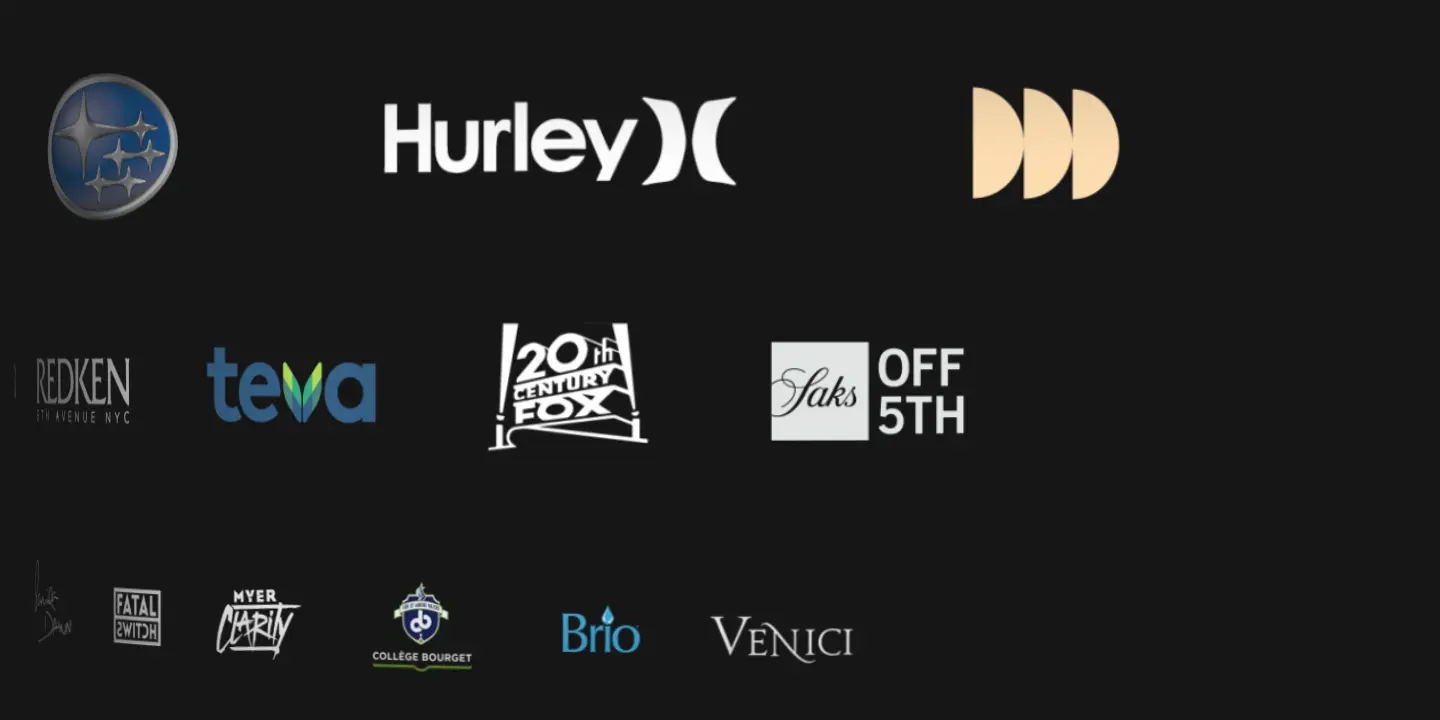 Hurley
REDKEN
5TH AVENUE NYC
teva
20th
CENTURY
FOX
Saks
OFF
5TH
FATAL
SWITCH
MYER
CLARITY
COLLÈGE BOURGET
Brio
VENICI